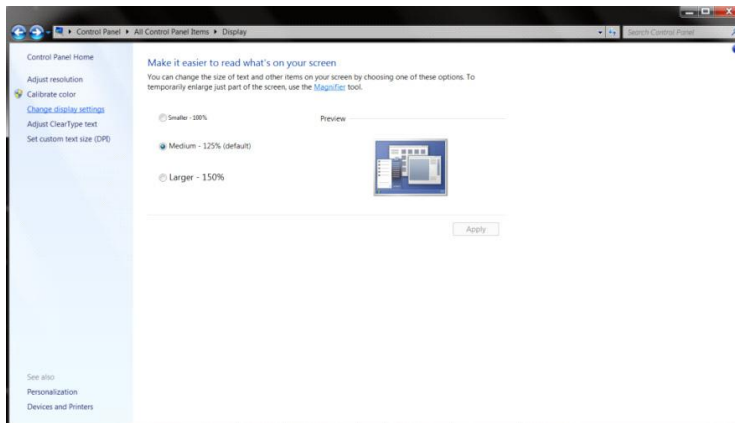 Control Panel ▸ All Control Panel Items ▸ Display
Search Control Panel
Control Panel Home
Adjust resolution
Calibrate color
Change display settings
Adjust ClearType text
Set custom text size (DPI)
Make it easier to read what's on your screen
You can change the size of text and other items on your screen by choosing one of these options. To
temporarily enlarge just part of the screen, use the Magnifier tool.
Smaller - 100%
Preview
Medium - 125% (default)
Larger - 150%
Apply
See also
Personalization
Devices and Printers